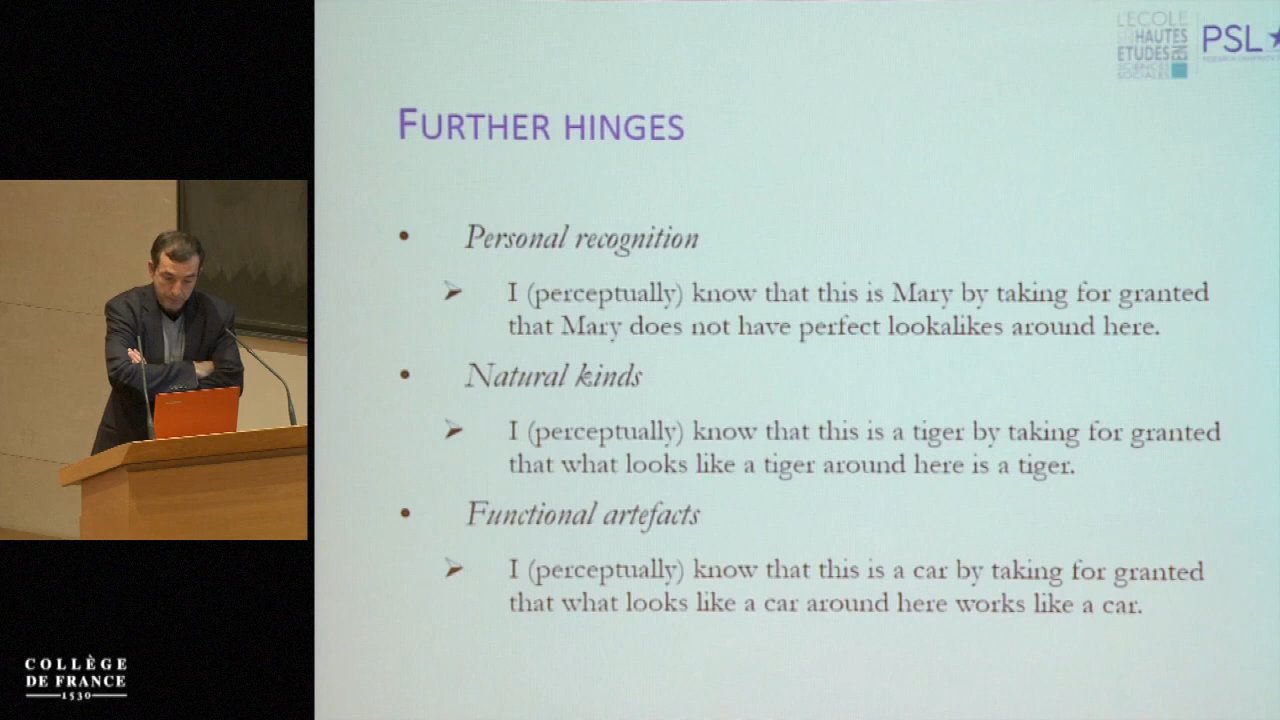 L'ECOLE
HAUTES
ETUDES EN
SCIENCES
SOCIALES
PSL
FURTHER HINGES
• Personal recognition
➤ I (perceptually) know that this is Mary by taking for granted
that Mary does not have perfect lookalikes around here.
• Natural kinds
➤ I (perceptually) know that this is a tiger by taking for granted
that what looks like a tiger around here is a tiger.
• Functional artefacts
➤ I (perceptually) know that this is a car by taking for granted
that what looks like a car around here works like a car.
COLLÈGE
DE FRANCE
1530